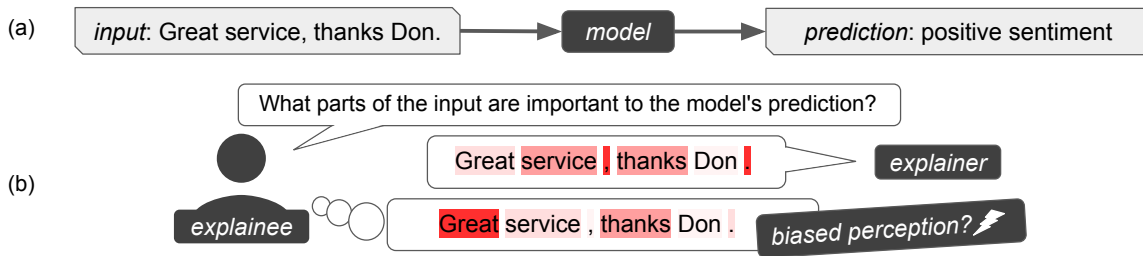 (a) input: Great service, thanks Don. model prediction: positive sentiment
What parts of the input are important to the model's prediction?
Great service , thanks Don . explainer
(b)
explainee Great service , thanks Don . biased perception?